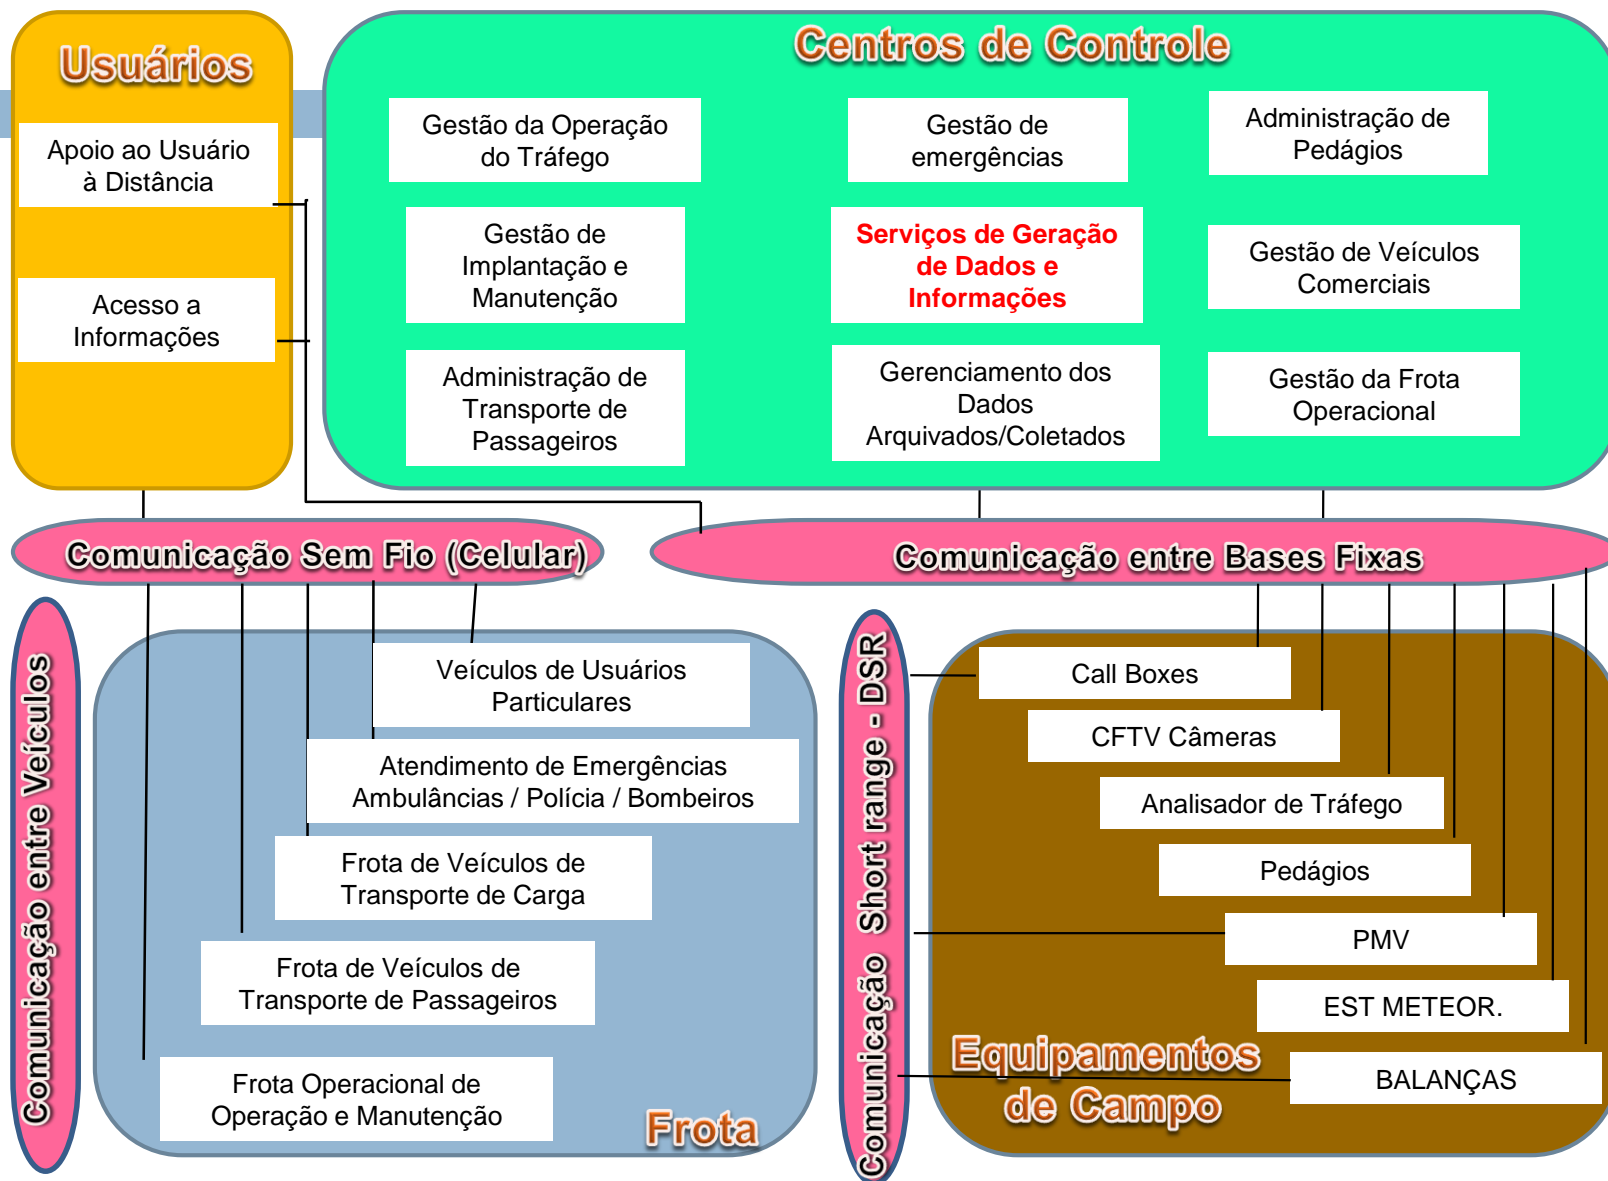 Usuários
Apoio ao Usuário
à Distância
Acesso a
Informações
Centros de Controle
Gestão da Operação
do Tráfego
Gestão de
emergências
Administração de
Pedágios
Gestão de
Implantação e
Manutenção
Serviços de Geração
de Dados e
Informações
Gestão de Veículos
Comerciais
Administração de
Transporte de
Passageiros
Gerenciamento dos
Dados
Arquivados/Coletados
Gestão da Frota
Operacional
Comunicação Sem Fio (Celular)
Comunicação entre Bases Fixas
Comunicação entre Veículos
Veículos de Usuários
Particulares
Atendimento de Emergências
Ambulâncias / Polícia / Bombeiros
Frota de Veículos de
Transporte de Carga
Frota de Veículos de
Transporte de Passageiros
Frota Operacional de
Operação e Manutenção
Frota
Comunicação Short range - DSR
Call Boxes
CFTV Câmeras
Analisador de Tráfego
Pedágios
PMV
EST METEOR.
BALANÇAS
Equipamentos
de Campo